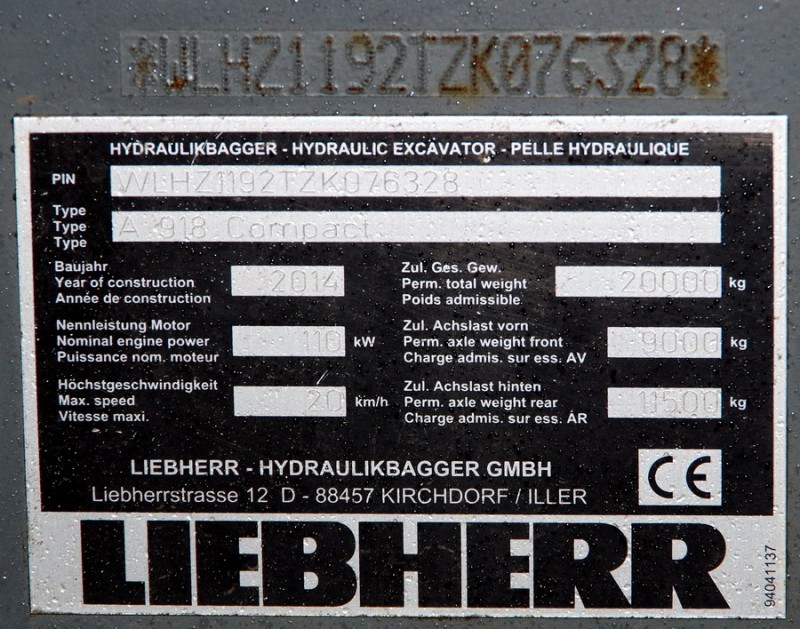 *WLHZ1192TZK076328*
HYDRAULIKBAGGER - HYDRAULIC EXCAVATOR - PELLE HYDRAULIQUE
PIN WLHZ1192TZK076328
Type
Type A 918 Compact
Type
Baujahr
Year of construction 2014
Année de construction
Zul. Ges. Gew.
Perm. total weight 20000 kg
Poids admissible
Nennleistung Motor
Nominal engine power 110 kW
Puissance nom. moteur
Zul. Achslast vorn
Perm. axle weight front 9000 kg
Charge admis. sur ess. AV
Höchstgeschwindigkeit
Max. speed 20 km/h
Vitesse maxi.
Zul. Achslast hinten
Perm. axle weight rear 11500 kg
Charge admis. sur ess. ÁR
LIEBHERR - HYDRAULIKBAGGER GMBH
Liebherrstrasse 12 D - 88457 KIRCHDORF / ILLER
CE
LIEBHERR
94041137